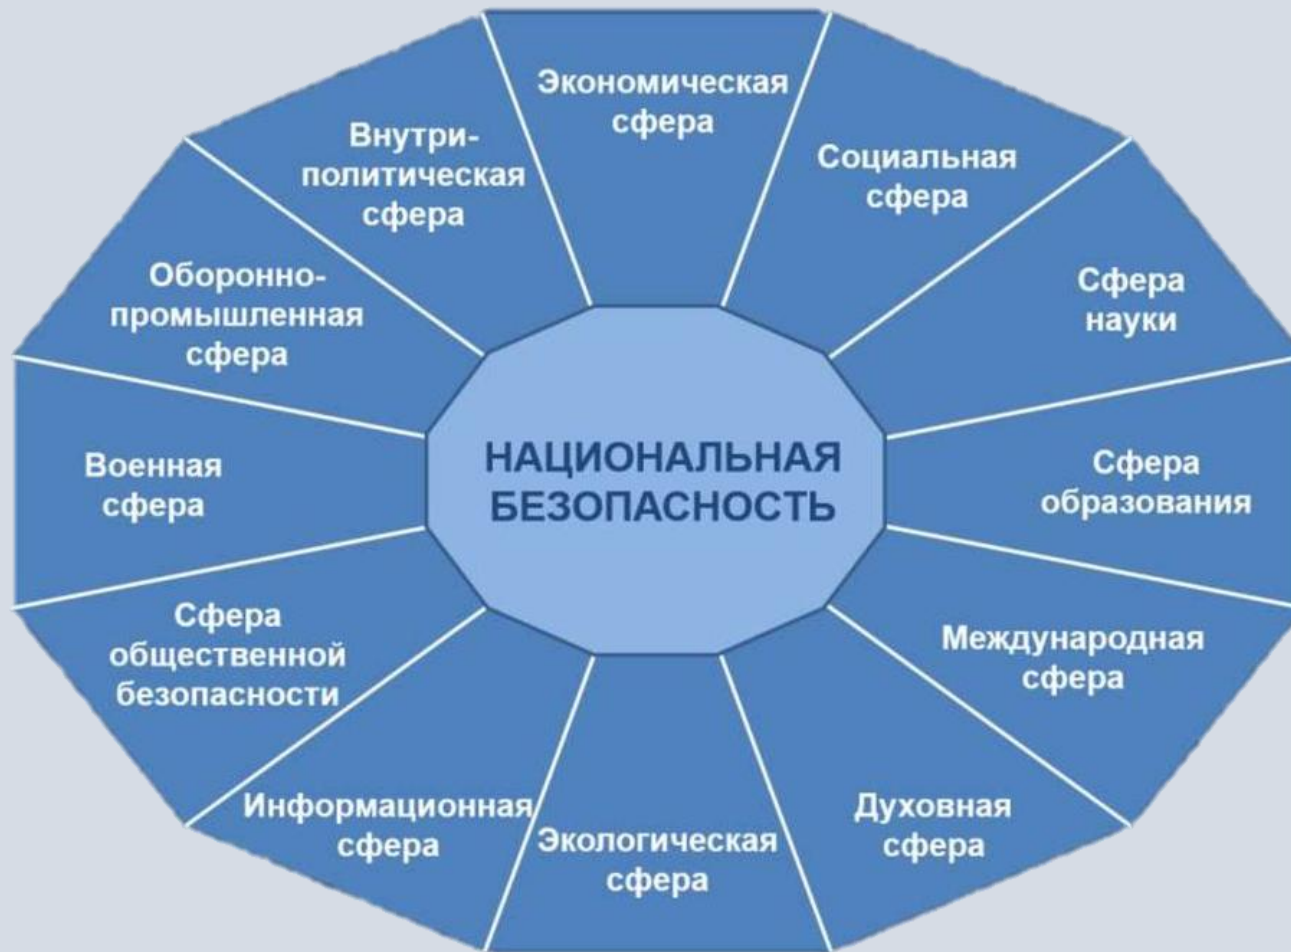 Экономическая
сфера
Социальная
сфера
Сфера
науки
Сфера
образования
Международная
сфера
Духовная
сфера
Экологическая
сфера
Информационная
сфера
Сфера
общественной
безопасности
Военная
сфера
Оборонно-
промышленная
сфера
Внутри-
политическая
сфера
НАЦИОНАЛЬНАЯ
БЕЗОПАСНОСТЬ